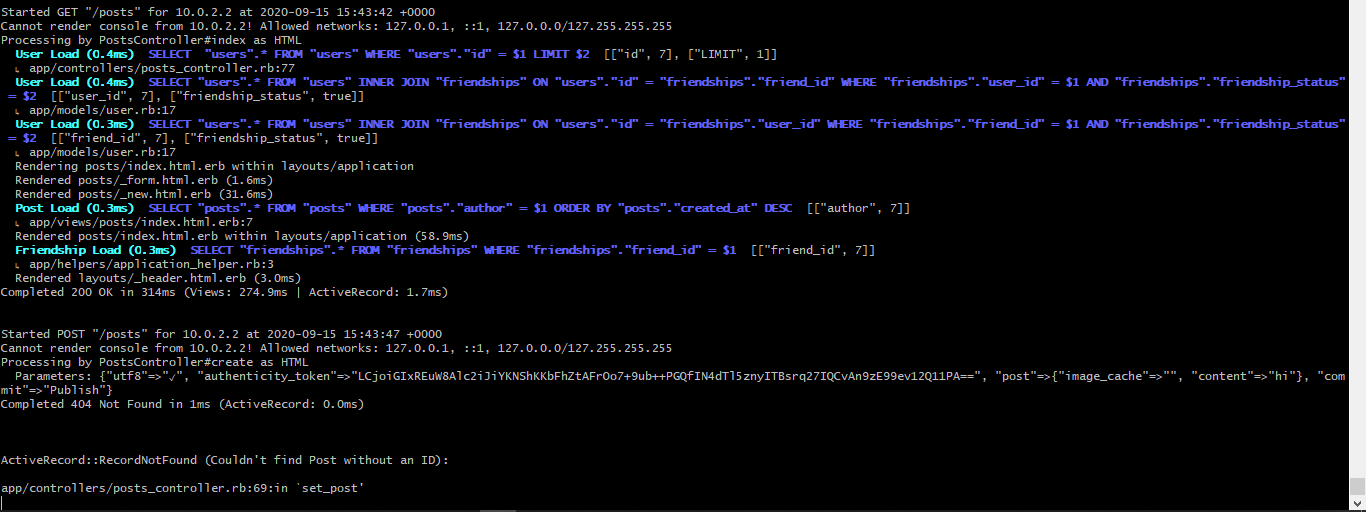 Started GET "/posts" for 10.0.2.2 at 2020-09-15 15:43:42 +0000
Cannot render console from 10.0.2.2! Allowed networks: 127.0.0.1, ::1, 127.0.0.0/127.255.255.255
Processing by PostsController#index as HTML
User Load (0.4ms)  SELECT  "users".* FROM "users" WHERE "users"."id" = $1 LIMIT $2  [["id", 7], ["LIMIT", 1]]
↳ app/controllers/posts_controller.rb:77
User Load (0.4ms)  SELECT "users".* FROM "users" INNER JOIN "friendships" ON "users"."id" = "friendships"."friend_id" WHERE "friendships"."user_id" = $1 AND "friendships"."friendship_status"
= $2  [["user_id", 7], ["friendship_status", true]]
↳ app/models/user.rb:17
User Load (0.3ms)  SELECT "users".* FROM "users" INNER JOIN "friendships" ON "users"."id" = "friendships"."user_id" WHERE "friendships"."friend_id" = $1 AND "friendships"."friendship_status"
= $2  [["friend_id", 7], ["friendship_status", true]]
↳ app/models/user.rb:17
Rendering posts/index.html.erb within layouts/application
Rendered posts/_form.html.erb (1.6ms)
Rendered posts/_new.html.erb (31.6ms)
Post Load (0.3ms)  SELECT "posts".* FROM "posts" WHERE "posts"."author" = $1 ORDER BY "posts"."created_at" DESC  [["author", 7]]
↳ app/views/posts/index.html.erb:7
Rendered posts/index.html.erb within layouts/application (58.9ms)
Friendship Load (0.3ms)  SELECT "friendships".* FROM "friendships" WHERE "friendships"."friend_id" = $1  [["friend_id", 7]]
↳ app/helpers/application_helper.rb:3
Rendered layouts/_header.html.erb (3.0ms)
Completed 200 OK in 314ms (Views: 274.9ms | ActiveRecord: 1.7ms)
Started POST "/posts" for 10.0.2.2 at 2020-09-15 15:43:47 +0000
Cannot render console from 10.0.2.2! Allowed networks: 127.0.0.1, ::1, 127.0.0.0/127.255.255.255
Processing by PostsController#create as HTML
Parameters: {"utf8"=>"✓", "authenticity_token"=>"LCjoiGIxREuW8Alc2iJiYKNShKKbFhZtAFrOo7+9ub++PGQfIN4dTl5znyITBsrq27IQCvAn9zE99ev12Q11PA==", "post"=>{"image_cache"=>"", "content"=>"hi"}, "com
mit"=>"Publish"}
Completed 404 Not Found in 1ms (ActiveRecord: 0.0ms)
ActiveRecord::RecordNotFound (Couldn't find Post without an ID):
app/controllers/posts_controller.rb:69:in `set_post'